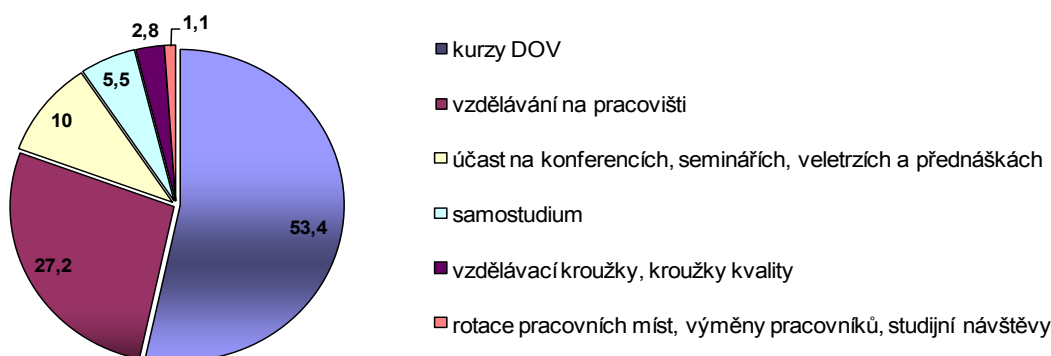 2,8
1,1
5,5
10
27,2
53,4
kurzy DOV
vzdělávání na pracovišti
účast na konferencích, seminářích, veletrzích a přednáškách
samostudium
vzdělávací kroužky, kroužky kvality
rotace pracovních míst, výměny pracovníků, studijní návštěvy